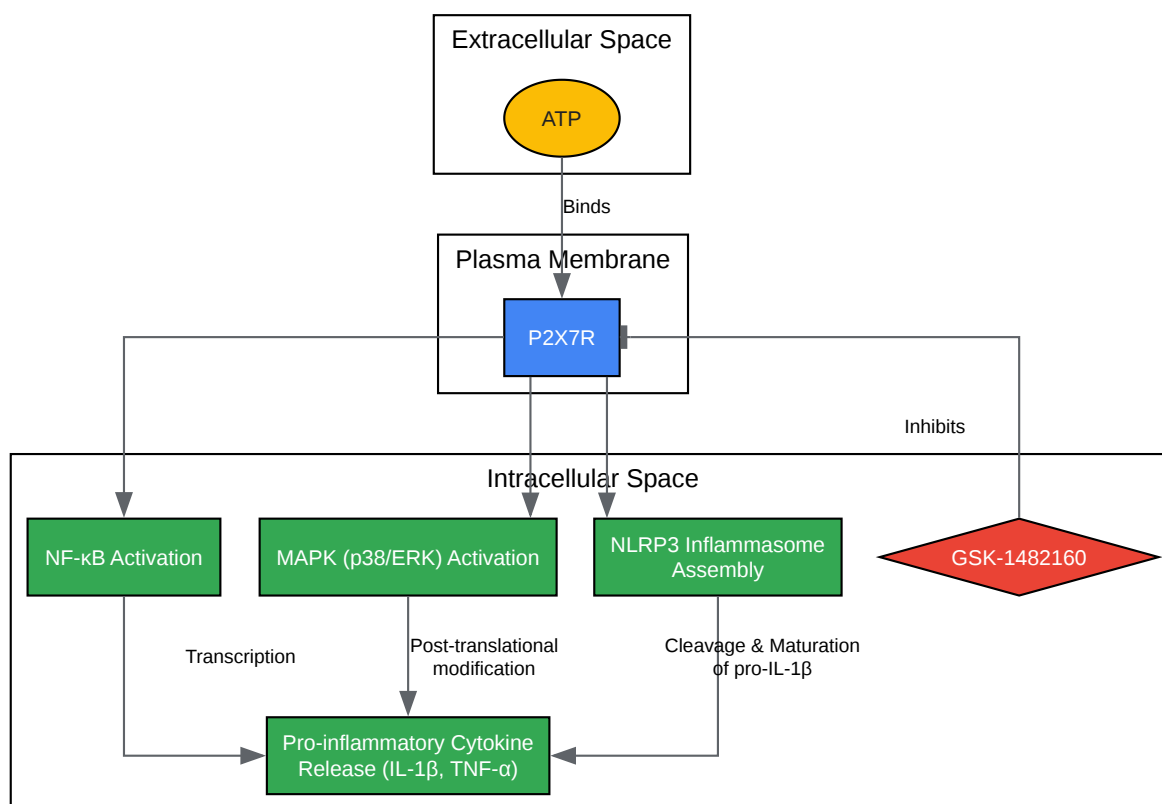 Extracellular Space
ATP
Binds
Plasma Membrane
P2X7R
Inhibits
Intracellular Space
NF-κB Activation
MAPK (p38/ERK) Activation
NLRP3 Inflammasome
Assembly
GSK-1482160
Transcription
Post-translational
modification
Cleavage & Maturation
of pro-IL-1β
Pro-inflammatory Cytokine
Release (IL-1β, TNF-α)